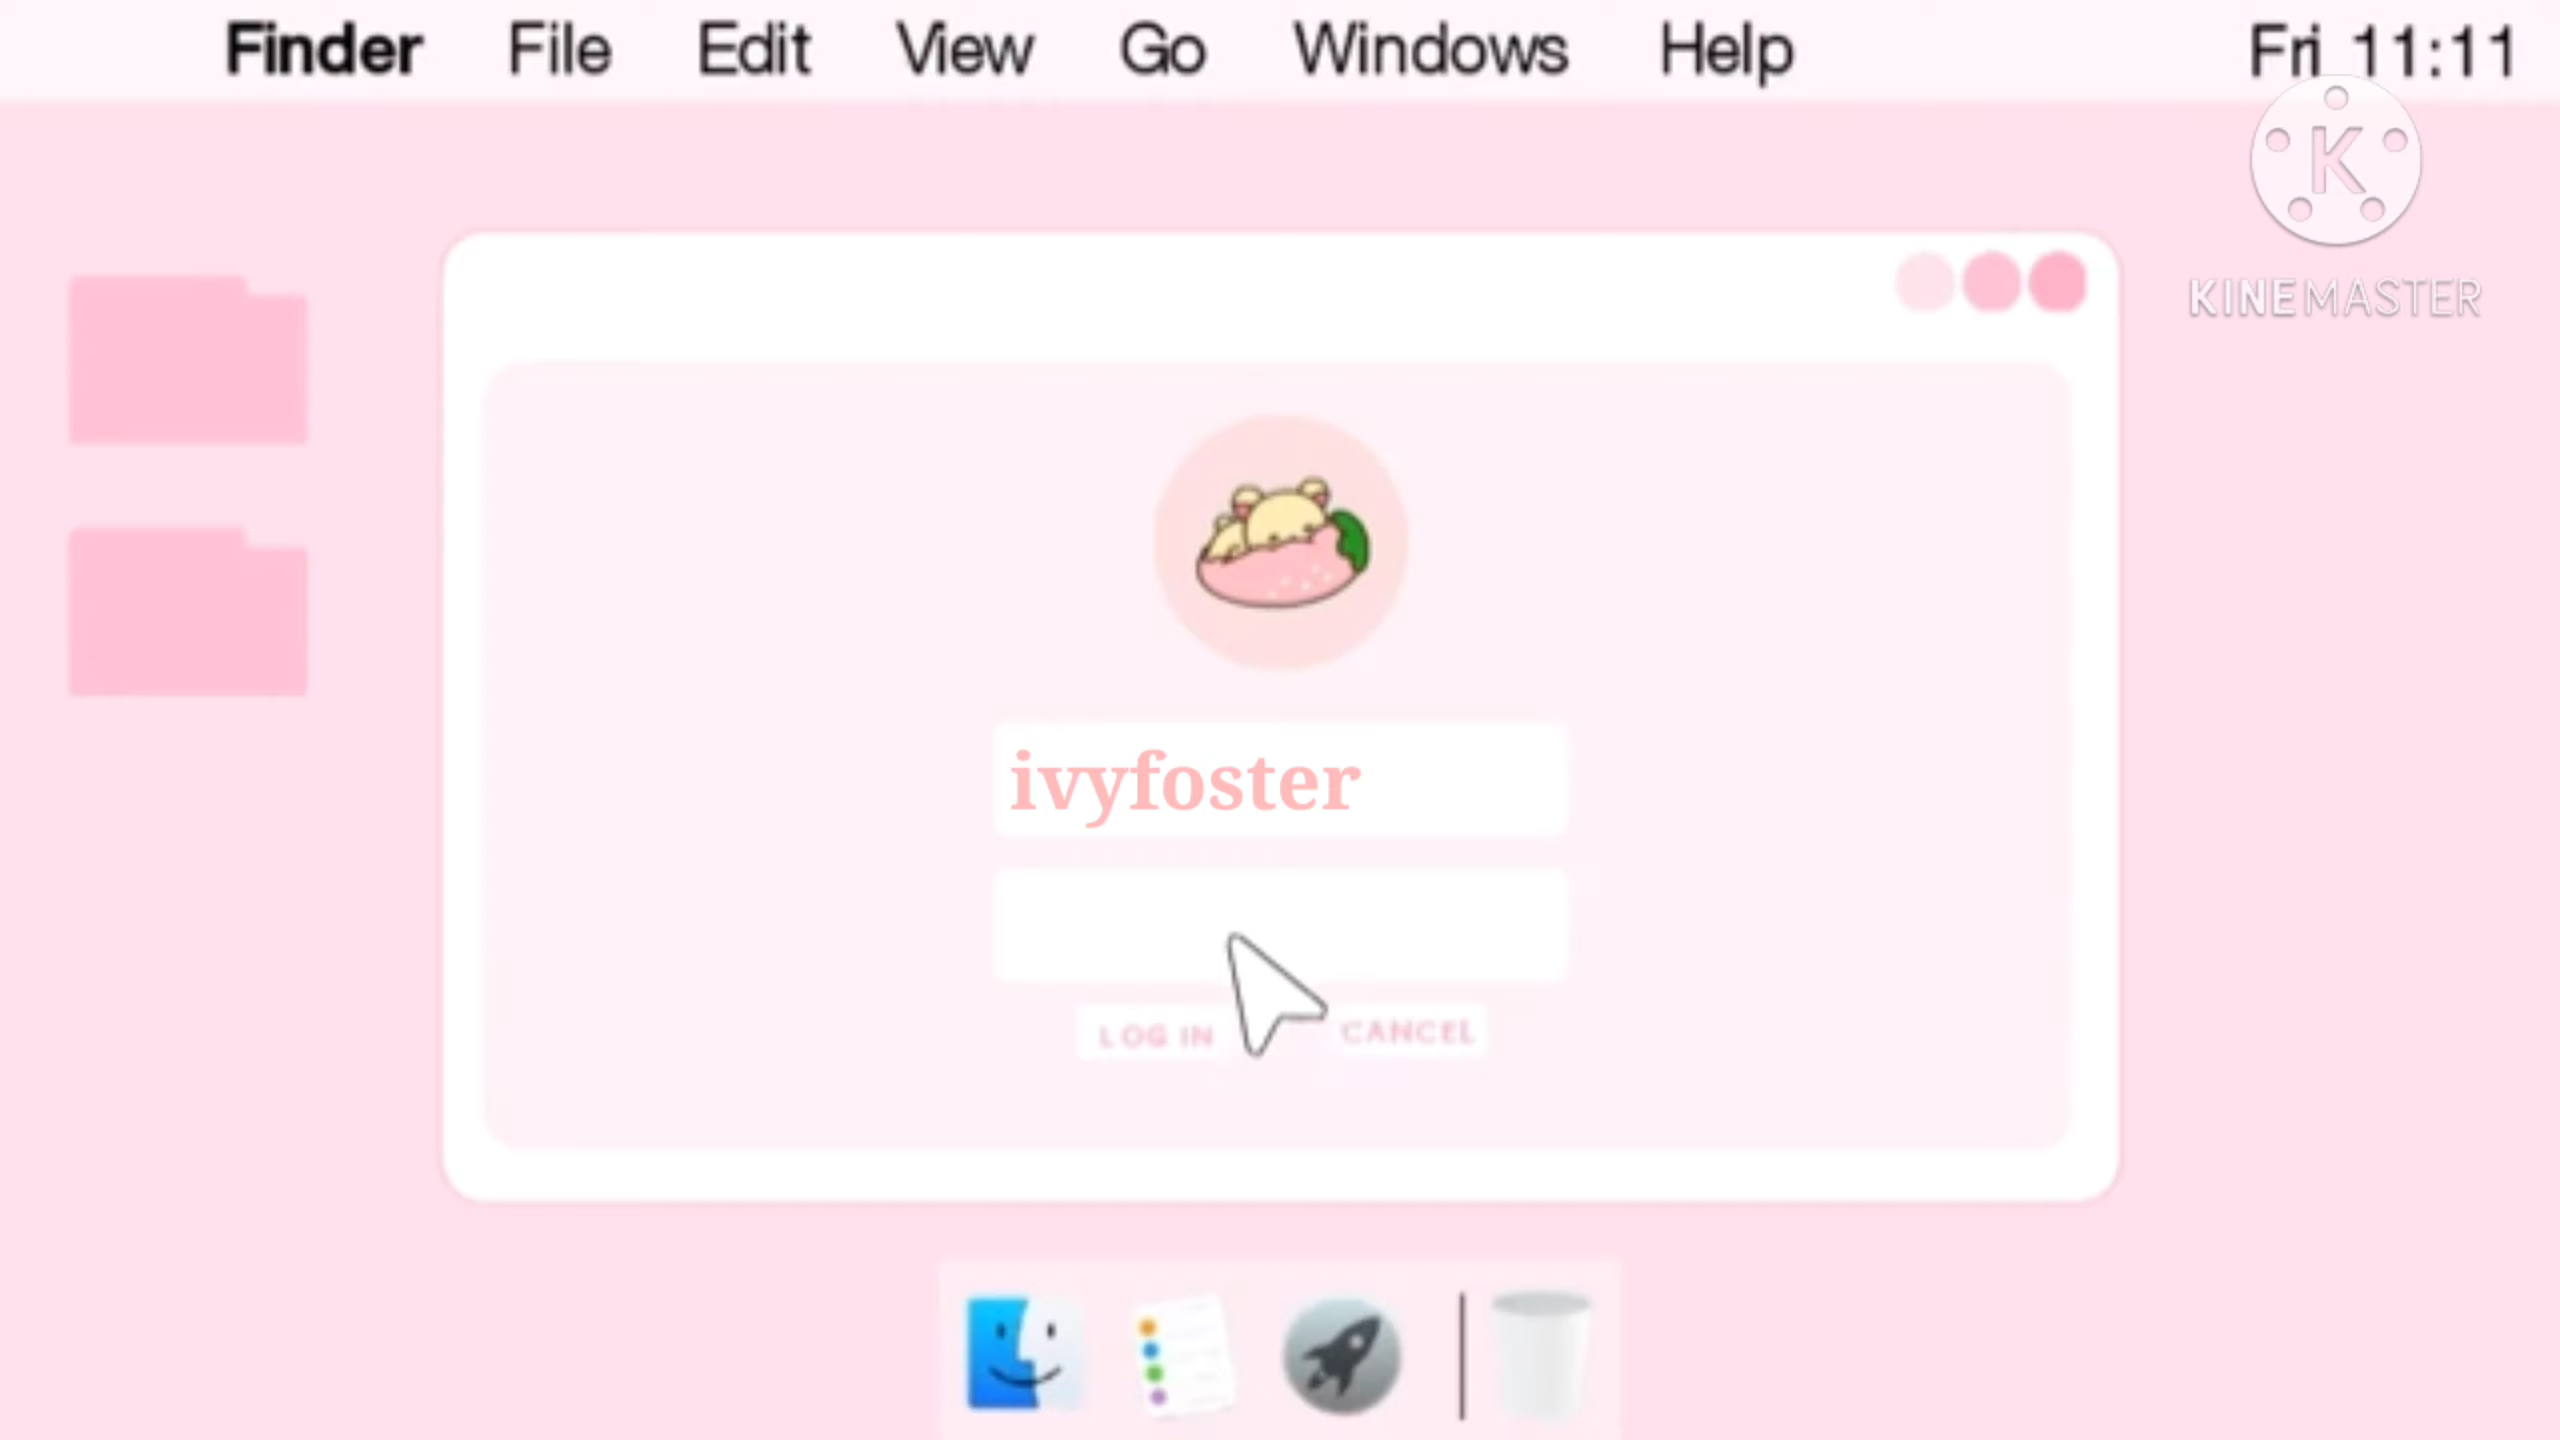 Finder File Edit View Go Windows Help Fri 11:11
K
KINEMASTER
ivyfoster
LOG IN CANCEL